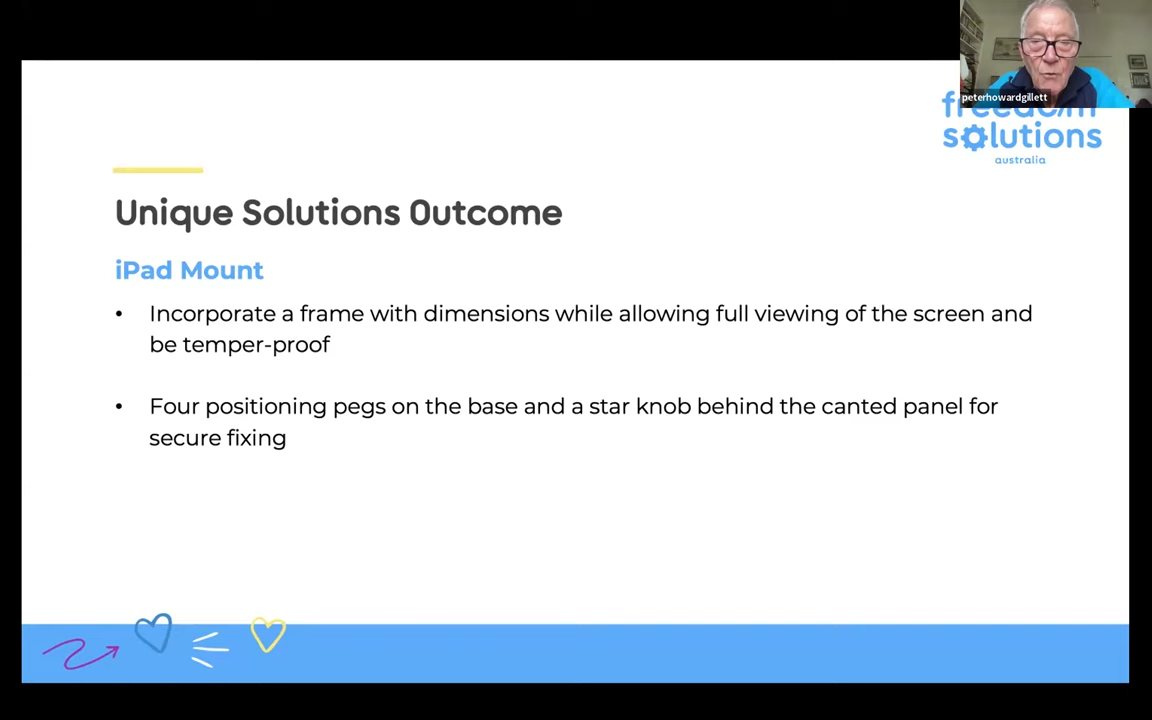 peterhowardgillett
freedom
solutions
australia
Unique Solutions Outcome
iPad Mount
• Incorporate a frame with dimensions while allowing full viewing of the screen and
be temper-proof
• Four positioning pegs on the base and a star knob behind the canted panel for
secure fixing